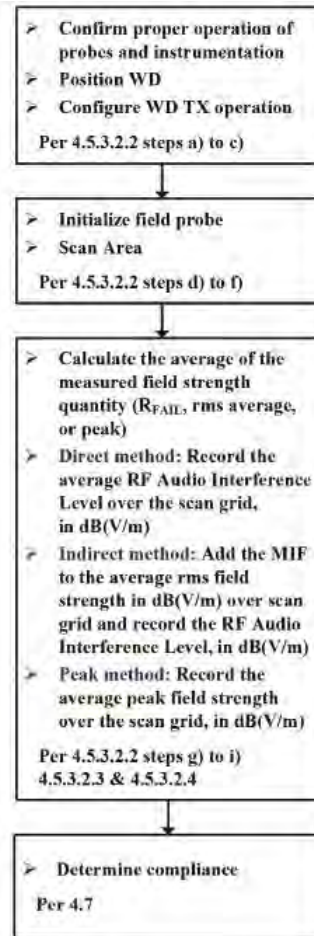 ➢ Confirm proper operation of
probes and instrumentation
➢ Position WD
➢ Configure WD TX operation
Per 4.5.3.2.2 steps a) to c)
➢ Initialize field probe
➢ Scan Area
Per 4.5.3.2.2 steps d) to f)
➢ Calculate the average of the
measured field strength
quantity (R_FAIL, rms average,
or peak)
➢ Direct method: Record the
average RF Audio Interference
Level over the scan grid,
in dB(V/m)
➢ Indirect method: Add the MIF
to the average rms field
strength in dB(V/m) over scan
grid and record the RF Audio
Interference Level, in dB(V/m)
➢ Peak method: Record the
average peak field strength
over the scan grid, in dB(V/m)
Per 4.5.3.2.2 steps g) to i)
4.5.3.2.3 & 4.5.3.2.4
➢ Determine compliance
Per 4.7